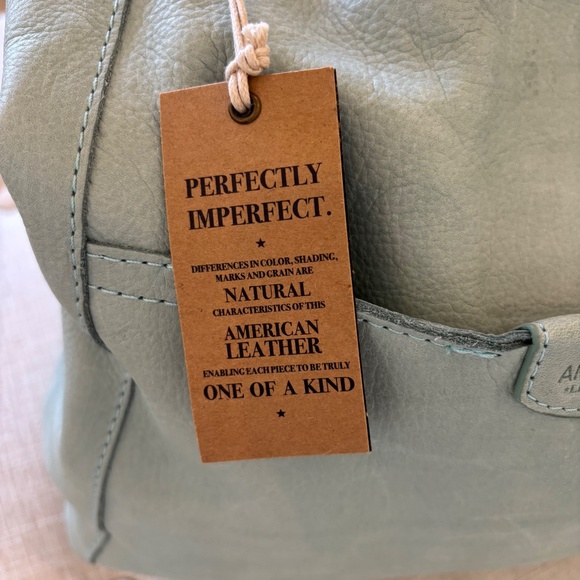 PERFECTLY
IMPERFECT.
DIFFERENCES IN COLOR, SHADING,
MARKS AND GRAIN ARE
NATURAL
CHARACTERISTICS OF THIS
AMERICAN
LEATHER
ENABLING EACH PIECE TO BE TRULY
ONE OF A KIND